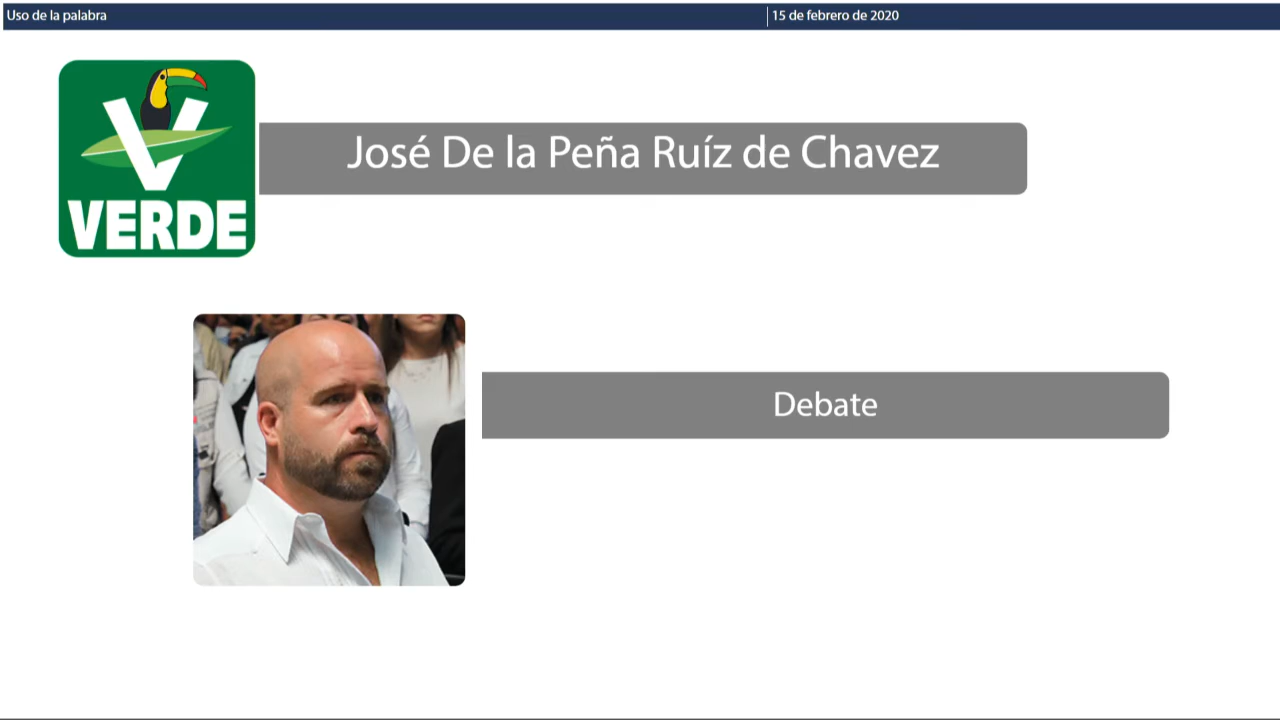 Uso de la palabra
15 de febrero de 2020
V
VERDE
José De la Peña Ruíz de Chavez
Debate